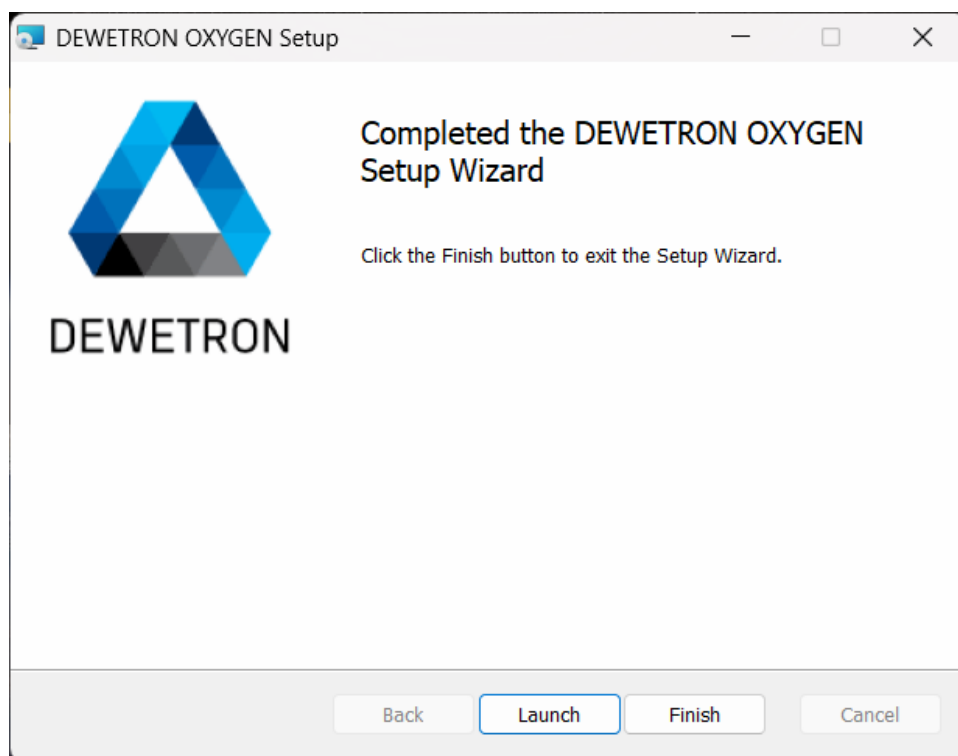 DEWETRON OXYGEN Setup
Completed the DEWETRON OXYGEN
Setup Wizard
Click the Finish button to exit the Setup Wizard.
DEWETRON
Back
Launch
Finish
Cancel